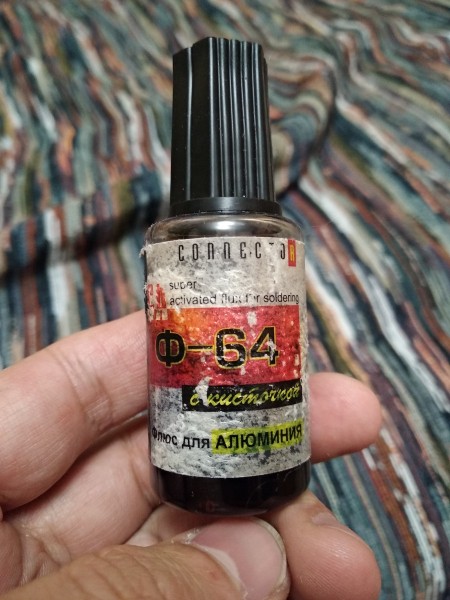 CONNECTOR
super
activated flux for soldering
Ф-64
с кисточкой
Флюс для АЛЮМИНИЯ